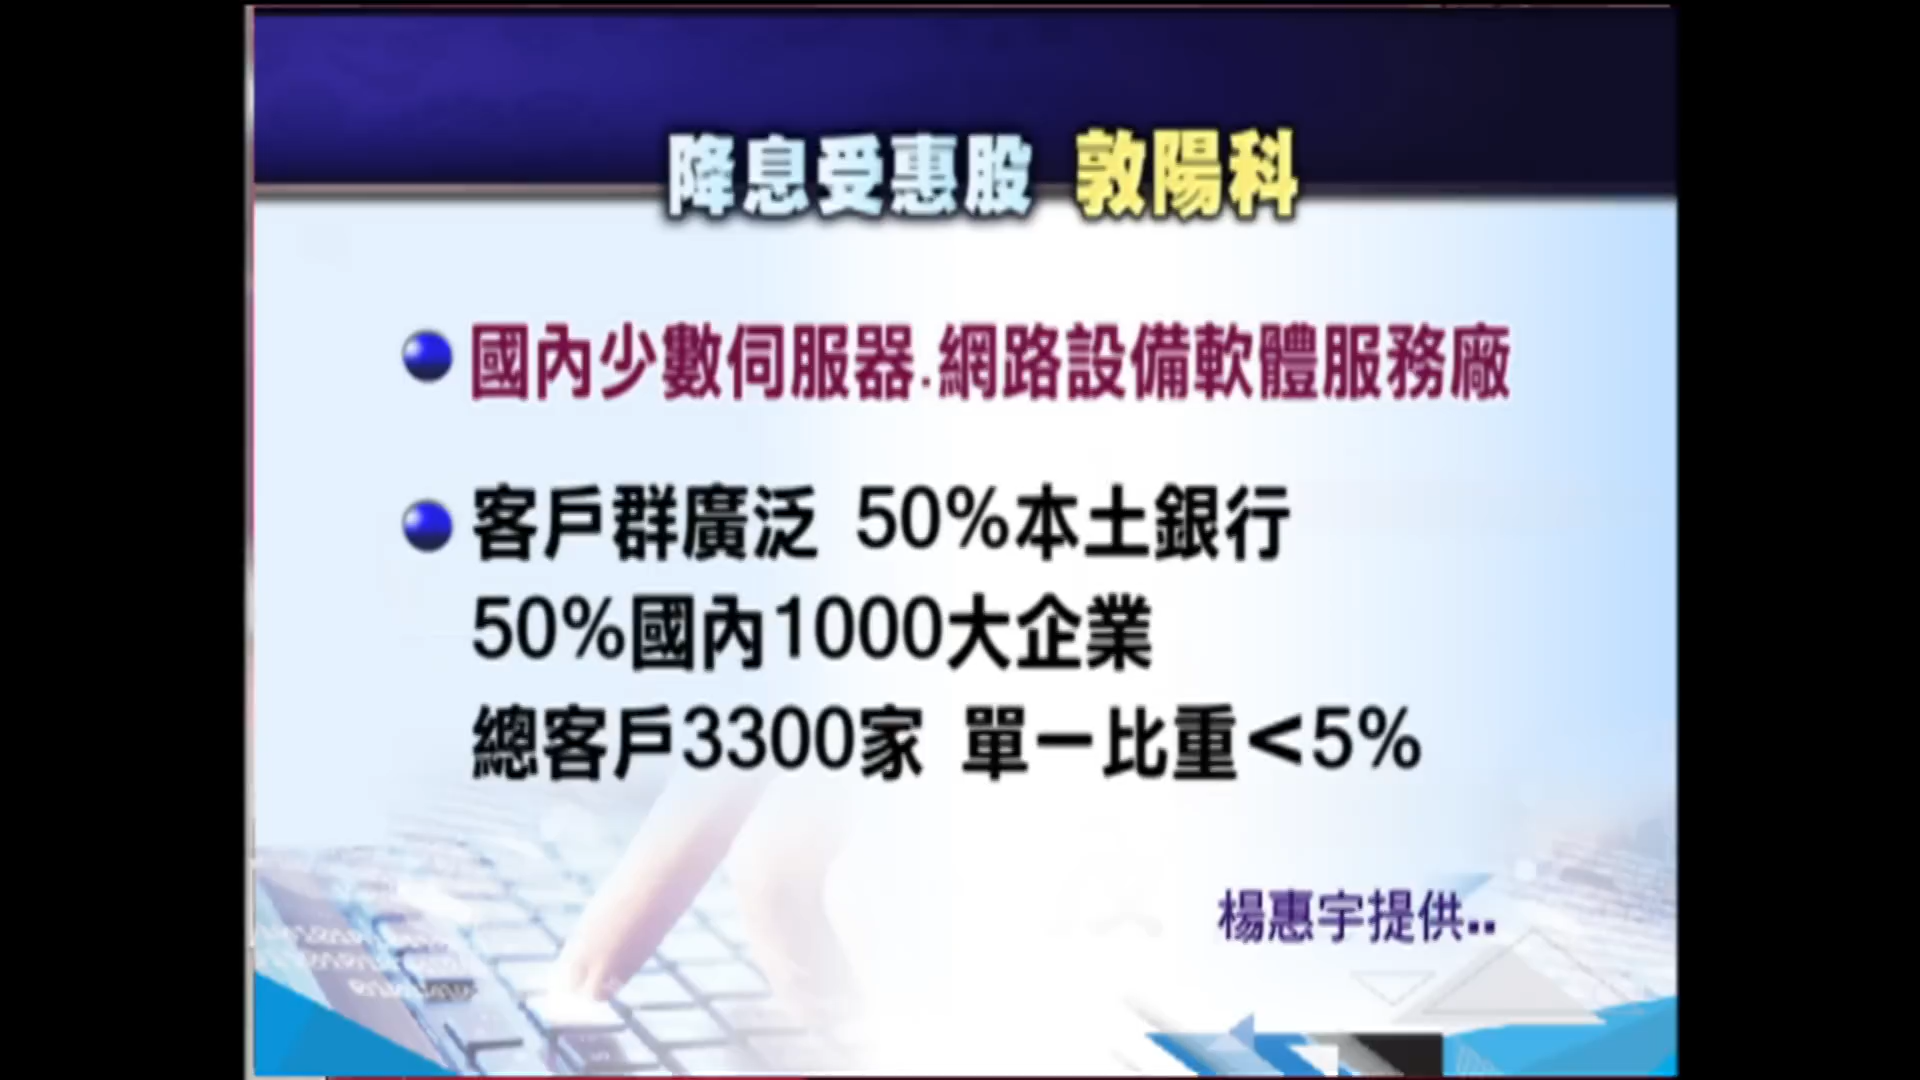 降息受惠股 敦陽科
國內少數伺服器.網路設備軟體服務廠
客戶群廣泛 50%本土銀行
50%國內1000大企業
總客戶3300家 單一比重<5%
楊惠宇提供..